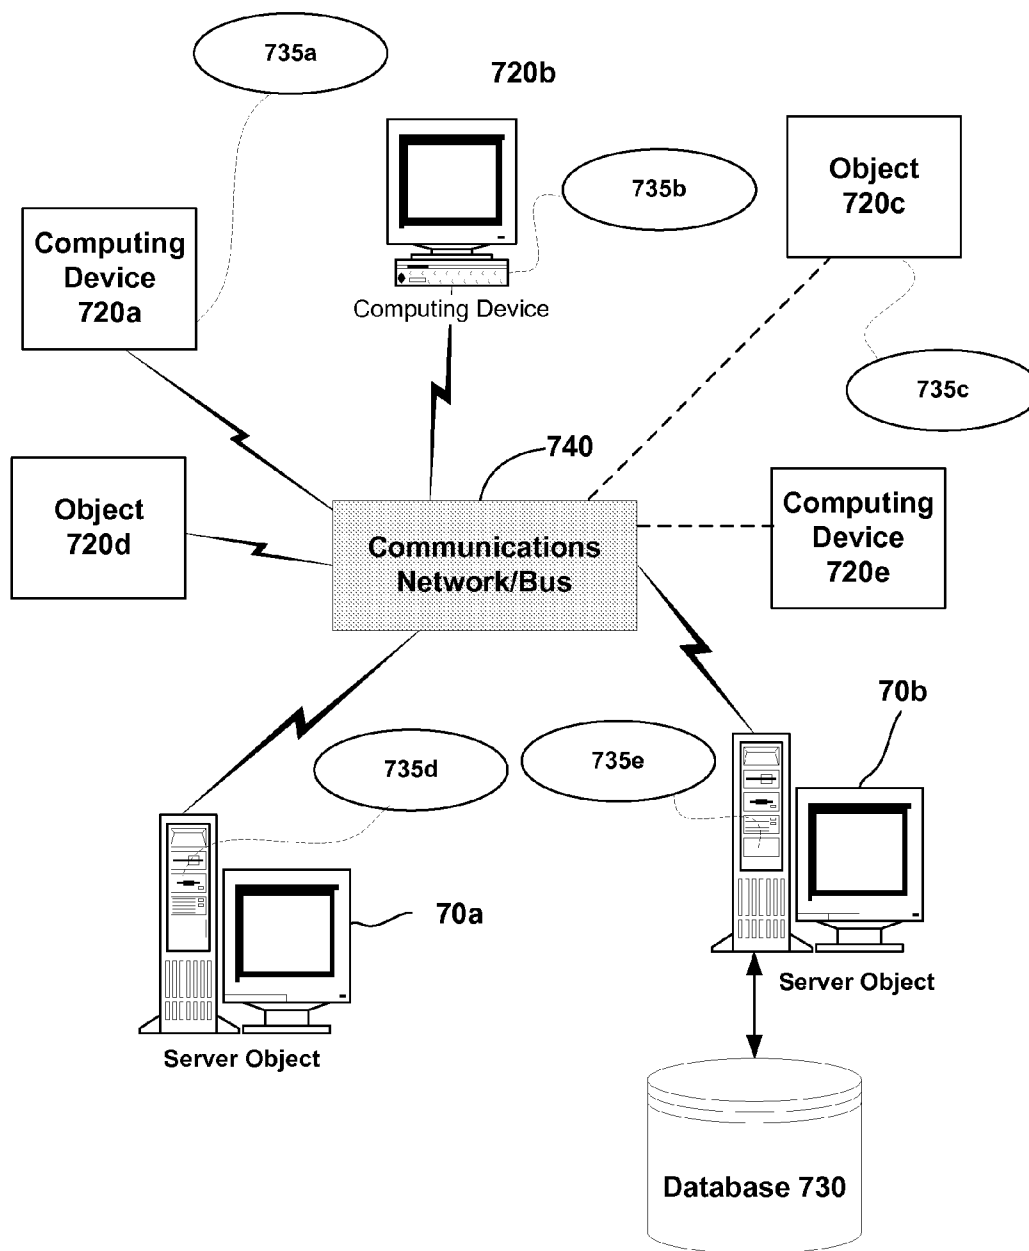 735a
720b
735b
Object
720c
Computing
Device
720a
Computing Device
735c
740
Object
720d
Communications
Network/Bus
Computing
Device
720e
70b
735d
735e
70a
Server Object
Server Object
Database 730